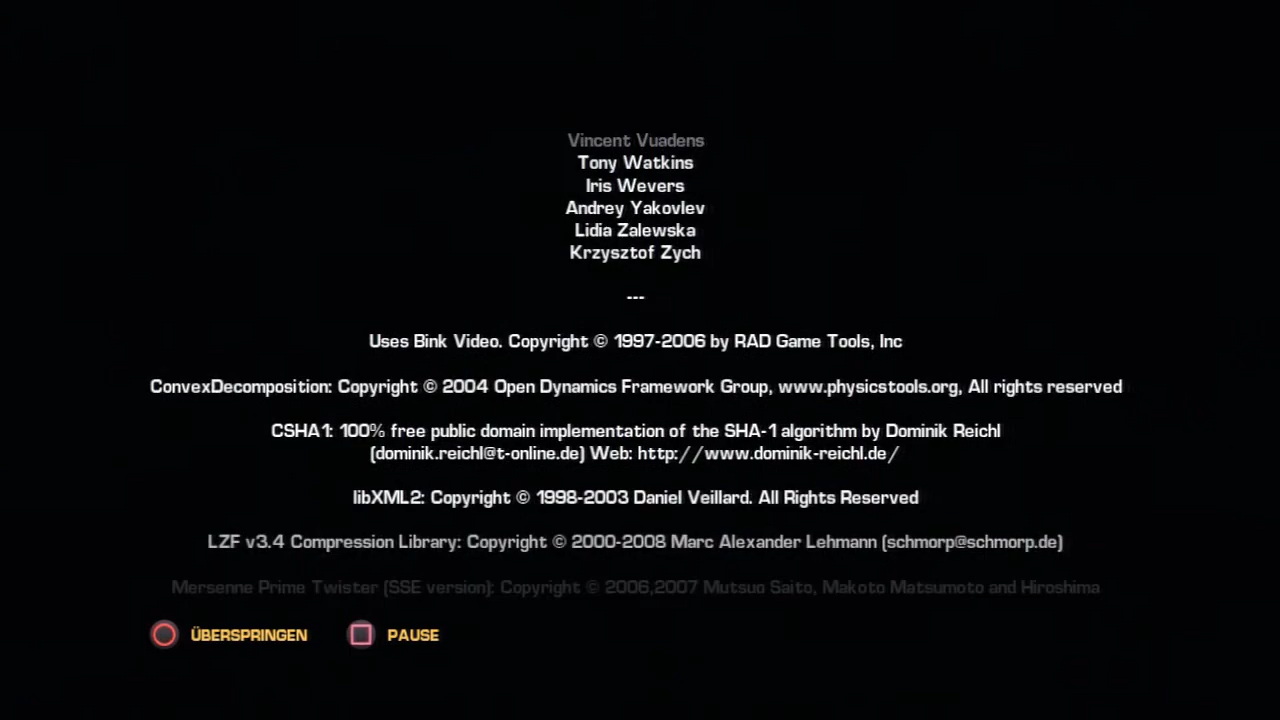 Vincent Vuadens
Tony Watkins
Iris Wevers
Andrey Yakovlev
Lidia Zalewska
Krzysztof Zych
---
Uses Bink Video. Copyright © 1997-2006 by RAD Game Tools, Inc
ConvexDecomposition: Copyright © 2004 Open Dynamics Framework Group, www.physicstools.org, All rights reserved
CSHA1: 100% free public domain implementation of the SHA-1 algorithm by Dominik Reichl
(dominik.reichl@t-online.de) Web: http://www.dominik-reichl.de/
libXML2: Copyright © 1998-2003 Daniel Veillard. All Rights Reserved
LZF v3.4 Compression Library: Copyright © 2000-2008 Marc Alexander Lehmann (schmorp@schmorp.de)
Mersenne Prime Twister (SSE version): Copyright © 2006,2007 Mutsuo Saito, Makoto Matsumoto and Hiroshima
ÜBERSPRINGEN PAUSE